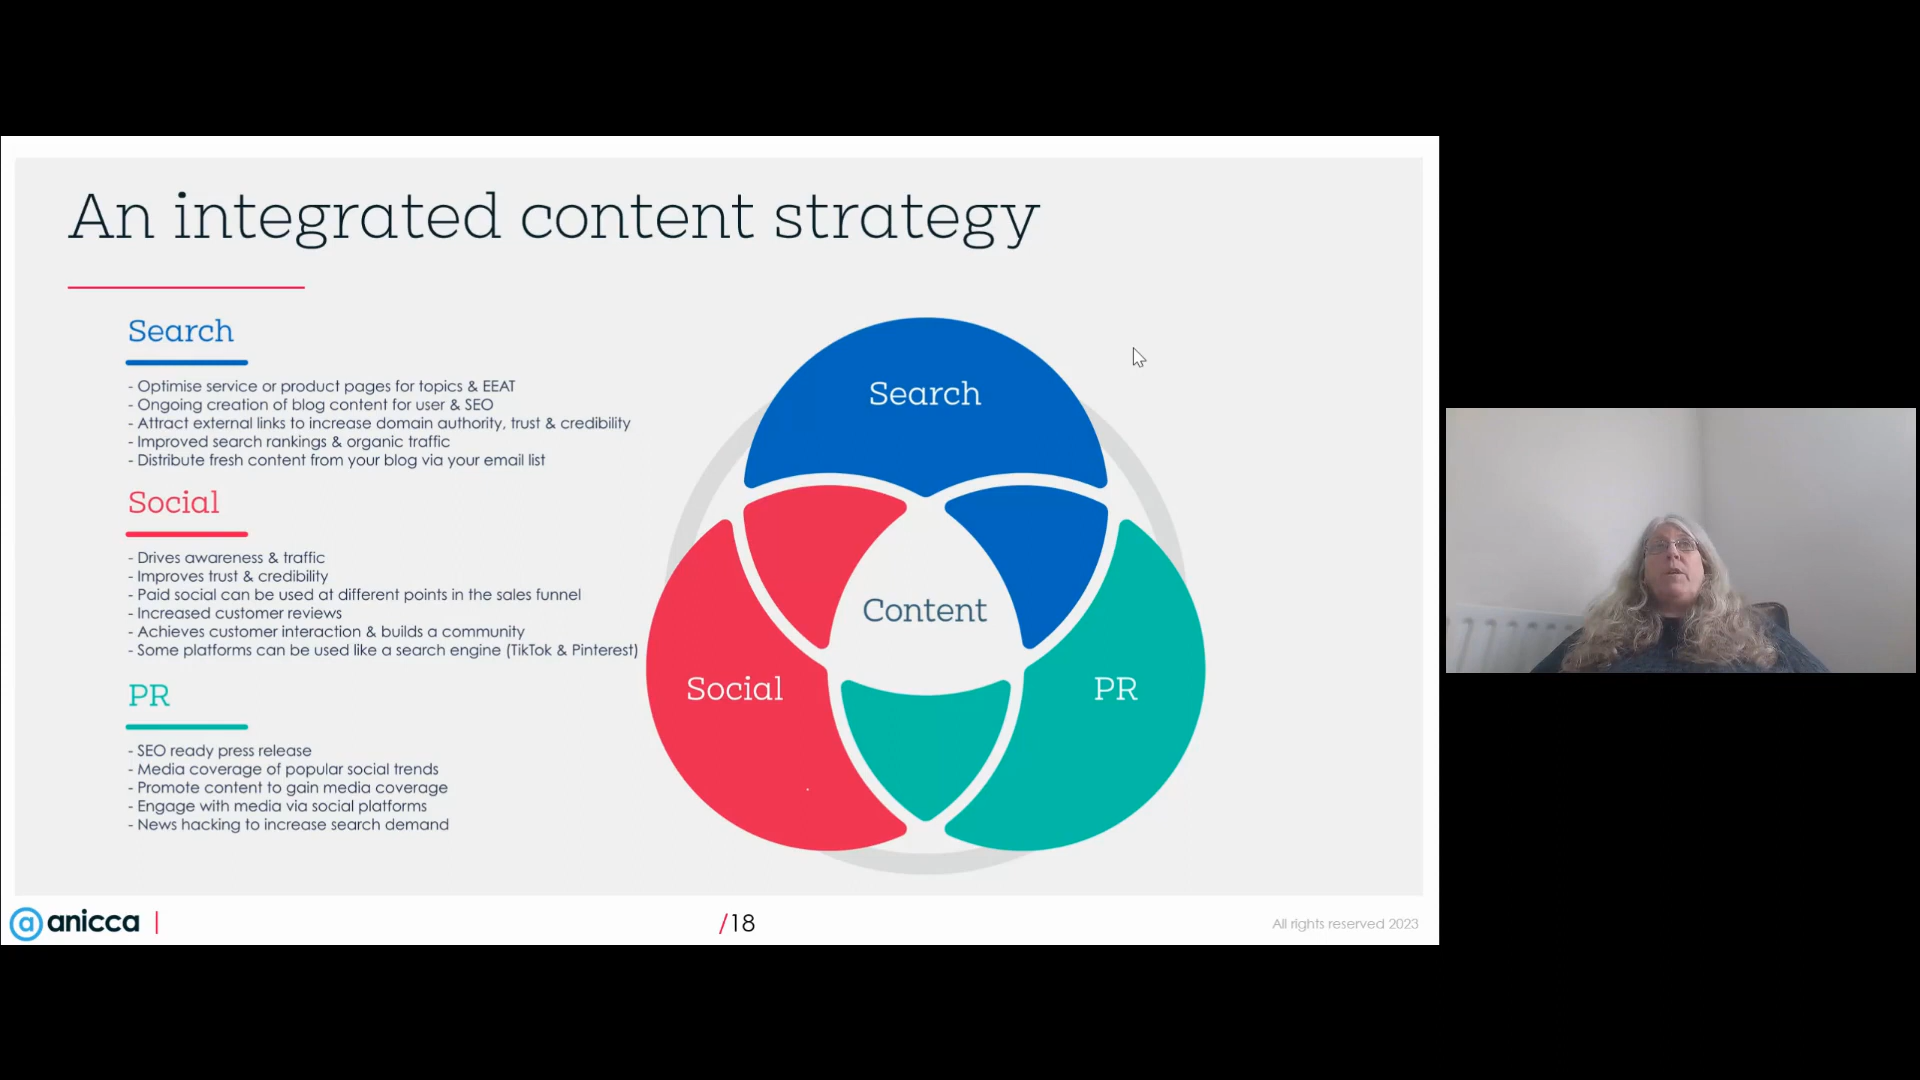 An integrated content strategy
Search
- Optimise service or product pages for topics & EEAT
- Ongoing creation of blog content for user & SEO
- Attract external links to increase domain authority, trust & credibility
- Improved search rankings & organic traffic
- Distribute fresh content from your blog via your email list
Social
- Drives awareness & traffic
- Improves trust & credibility
- Paid social can be used at different points in the sales funnel
- Increased customer reviews
- Achieves customer interaction & builds a community
- Some platforms can be used like a search engine (TikTok & Pinterest)
PR
- SEO ready press release
- Media coverage of popular social trends
- Promote content to gain media coverage
- Engage with media via social platforms
- News hacking to increase search demand
Search
Content
Social
PR
@ anicca |
/18
All rights reserved 2023